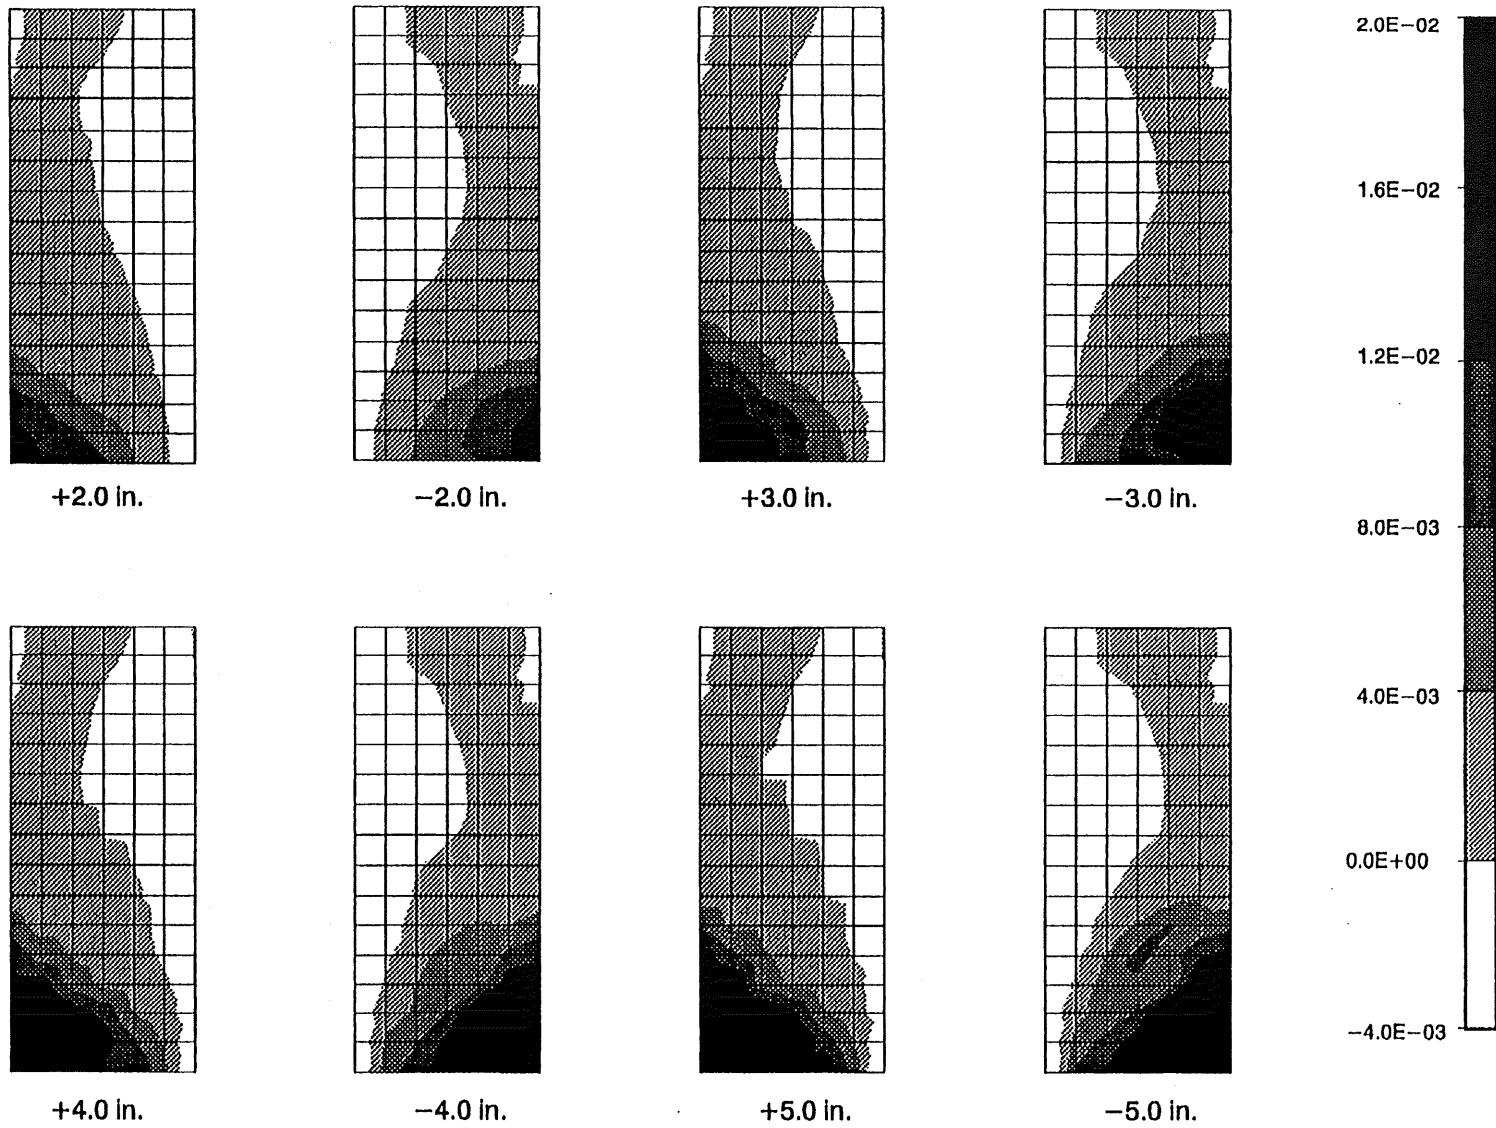 2.0E−02
1.6E−02
1.2E−02
8.0E−03
4.0E−03
0.0E+00
−4.0E−03
+2.0 in.
−2.0 in.
+3.0 in.
−3.0 in.
+4.0 in.
−4.0 in.
+5.0 in.
−5.0 in.